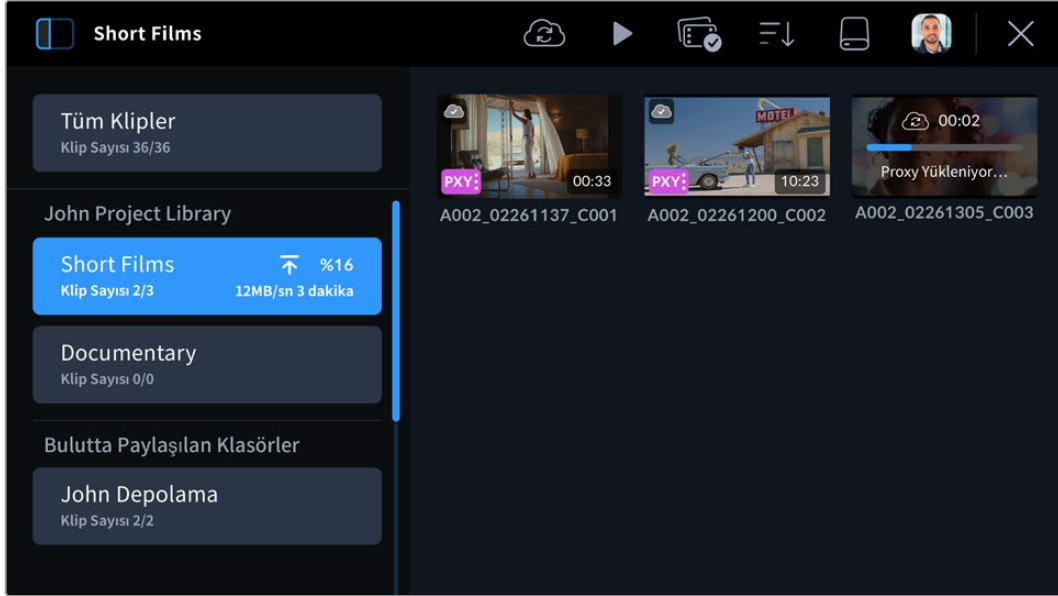 Short Films
Tüm Klipler
Klip Sayısı 36/36
John Project Library
Short Films %16
Klip Sayısı 2/3 12MB/sn 3 dakika
Documentary
Klip Sayısı 0/0
Bulutta Paylaşılan Klasörler
John Depolama
Klip Sayısı 2/2
PXY 00:33
A002_02261137_C001
MOTEL
PXY 10:23
A002_02261200_C002
00:02
Proxy Yükleniyor...
A002_02261305_C003